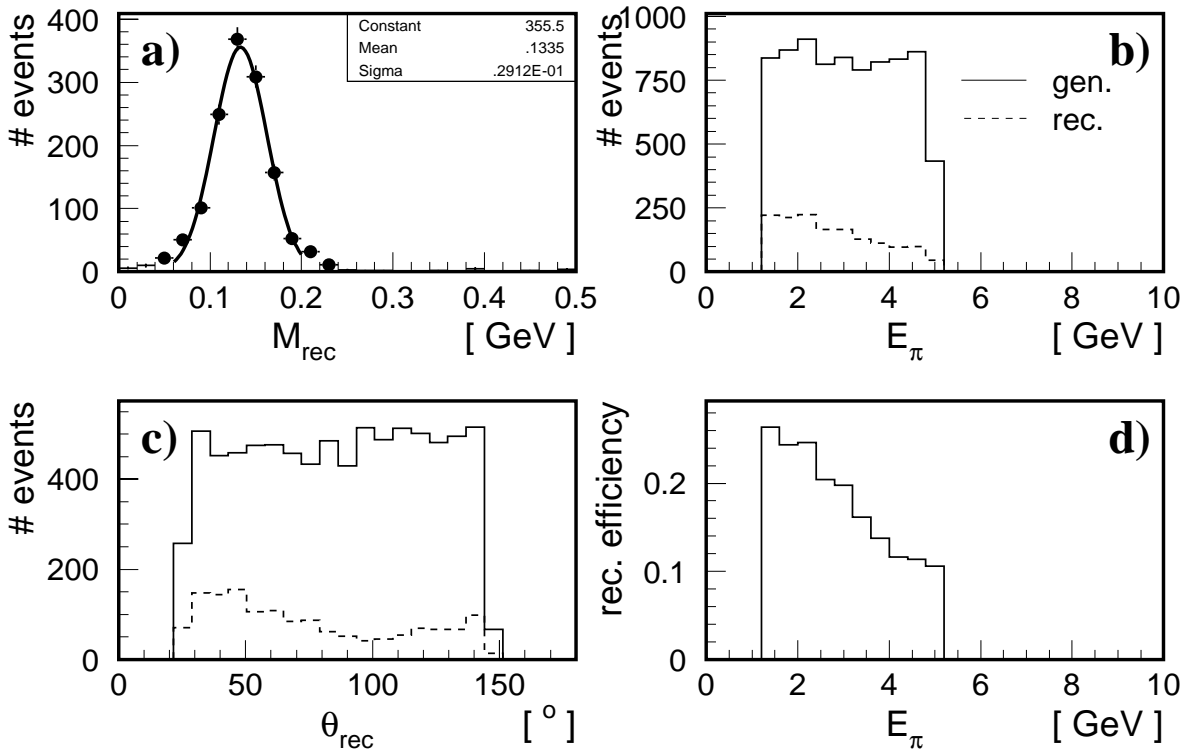 a)
# events
400
300
200
100
0
Constant 355.5
Mean .1335
Sigma .2912E-01
0 0.1 0.2 0.3 0.4 0.5
M_rec [ GeV ]
b)
# events
1000
750
500
250
0
gen.
rec.
0 2 4 6 8 10
E_π [ GeV ]
c)
# events
400
200
0
0 50 100 150
θ_rec [ ° ]
d)
rec. efficiency
0.2
0.1
0
0 2 4 6 8 10
E_π [ GeV ]